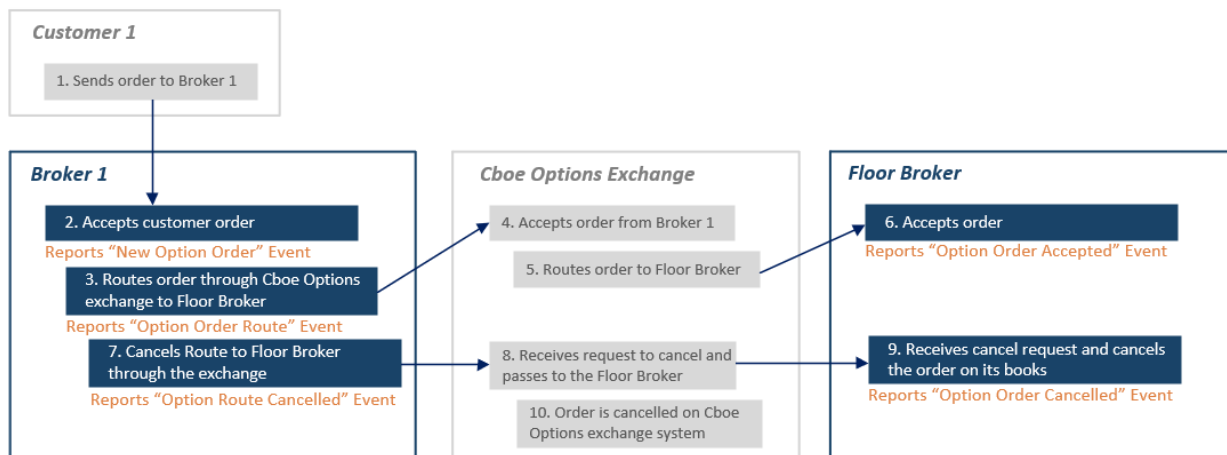 Customer 1
1. Sends order to Broker 1
Broker 1
2. Accepts customer order
Reports “New Option Order” Event
3. Routes order through Cboe Options
exchange to Floor Broker
Reports “Option Order Route” Event
7. Cancels Route to Floor Broker
through the exchange
Reports “Option Route Cancelled” Event
Cboe Options Exchange
4. Accepts order from Broker 1
5. Routes order to Floor Broker
8. Receives request to cancel and
passes to the Floor Broker
10. Order is cancelled on Cboe
Options exchange system
Floor Broker
6. Accepts order
Reports “Option Order Accepted” Event
9. Receives cancel request and cancels
the order on its books
Reports “Option Order Cancelled” Event